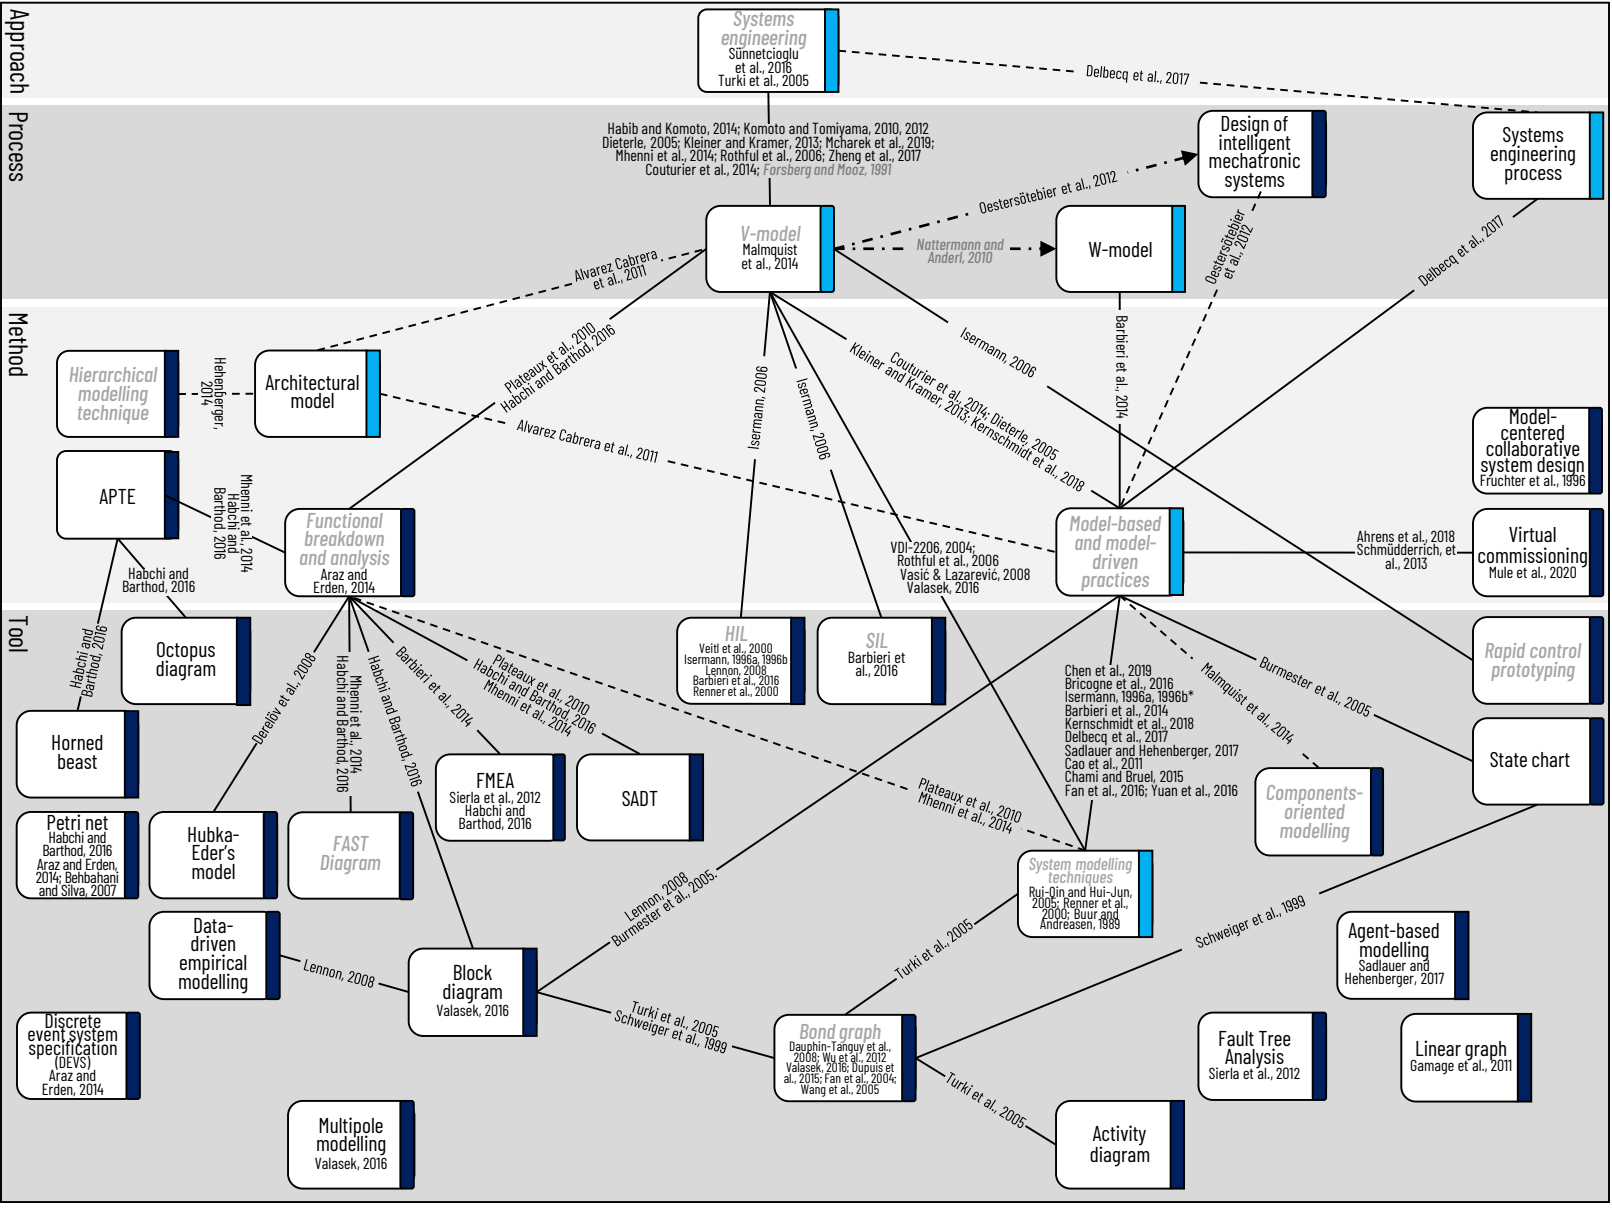 Approach
Systems
engineering
Sünnetcioglu
et al., 2016
Turki et al., 2005
Delbecq et al., 2017
Process
Habib and Komoto, 2014; Komoto and Tomiyama, 2010, 2012
Dieterle, 2005; Kleiner and Kramer, 2013; Mcharek et al., 2019;
Mhenni et al., 2014; Rothful et al., 2006; Zheng et al., 2017
Couturier et al., 2014; Forsberg and Mooz, 1991
Design of
intelligent
mechatronic
systems
Systems
engineering
process
Oestersötebier et al., 2012
V-model
Malmquist
et al., 2014
Nattermann and
Anderl, 2010
W-model
Oestersötebier
et al., 2012
Delbecq et al., 2017
Alvarez Cabrera
et al., 2011
Method
Plateaux et al., 2010
Habchi and Barthod, 2016
Isermann, 2006
Isermann, 2006
Couturier et al., 2014; Dieterle, 2005
Kleiner and Kramer, 2013; Kernschmidt et al., 2018
Isermann, 2006
Barbieri et al., 2014
Hierarchical
modelling
technique
Hehenberger,
2014
Architectural
model
Alvarez Cabrera et al., 2011
Model-
centered
collaborative
system design
Fruchter et al., 1996
APTE
Mhenni et al., 2014
Habchi and
Barthod, 2016
Functional
breakdown
and analysis
Araz and
Erden, 2014
VDI-2206, 2004;
Rothful et al., 2006
Vasić & Lazarević, 2008
Valasek, 2016
Model-based
and model-
driven
practices
Ahrens et al., 2018
Schmüdderrich, et
al., 2013
Virtual
commissioning
Mule et al., 2020
Habchi and
Barthod, 2016
Habchi and
Barthod, 2016
Tool
Octopus
diagram
Derelöv et al., 2008
Mhenni et al., 2014
Habchi and Barthod, 2016
Habchi and Barthod, 2016
Barbieri et al., 2014
Plateaux et al., 2010
Habchi and Barthod, 2016
Mhenni et al., 2014
HIL
Veitl et al., 2000
Isermann, 1996a, 1996b
Lennon, 2008
Barbieri et al., 2016
Renner et al., 2000
SIL
Barbieri et
al., 2016
Chen et al., 2019
Bricogne et al., 2016
Isermann, 1996a, 1996b*
Barbieri et al., 2014
Kernschmidt et al., 2018
Delbecq et al., 2017
Sadlauer and Hehenberger, 2017
Cao et al., 2011
Chami and Bruel, 2015
Fan et al., 2016; Yuan et al., 2016
Malmquist et al., 2014
Burmester et al., 2005
Rapid control
prototyping
Horned
beast
FMEA
Sierla et al., 2012
Habchi and
Barthod, 2016
SADT
Plateaux et al., 2010
Mhenni et al., 2014
Components-
oriented
modelling
State chart
Petri net
Habchi and
Barthod, 2016
Araz and Erden,
2014; Behbahani
and Silva, 2007
Hubka-
Eder's
model
FAST
Diagram
Lennon, 2008
Burmester et al., 2005.
System modelling
techniques
Rui-Qin and Hui-Jun,
2005; Renner et al.,
2000; Buur and
Andreasen, 1989
Schweiger et al., 1999
Data-
driven
empirical
modelling
Lennon, 2008
Block
diagram
Valasek, 2016
Turki et al., 2005
Agent-based
modelling
Sadlauer and
Hehenberger, 2017
Turki et al., 2005
Schweiger et al., 1999
Discrete
event system
specification
(DEVS)
Araz and
Erden, 2014
Bond graph
Dauphin-Tanguy et al.,
2008; Wu et al., 2012
Valasek, 2016; Dupuis et
al., 2015; Fan et al., 2004;
Wang et al., 2005
Turki et al., 2005
Fault Tree
Analysis
Sierla et al., 2012
Linear graph
Gamage et al., 2011
Multipole
modelling
Valasek, 2016
Activity
diagram